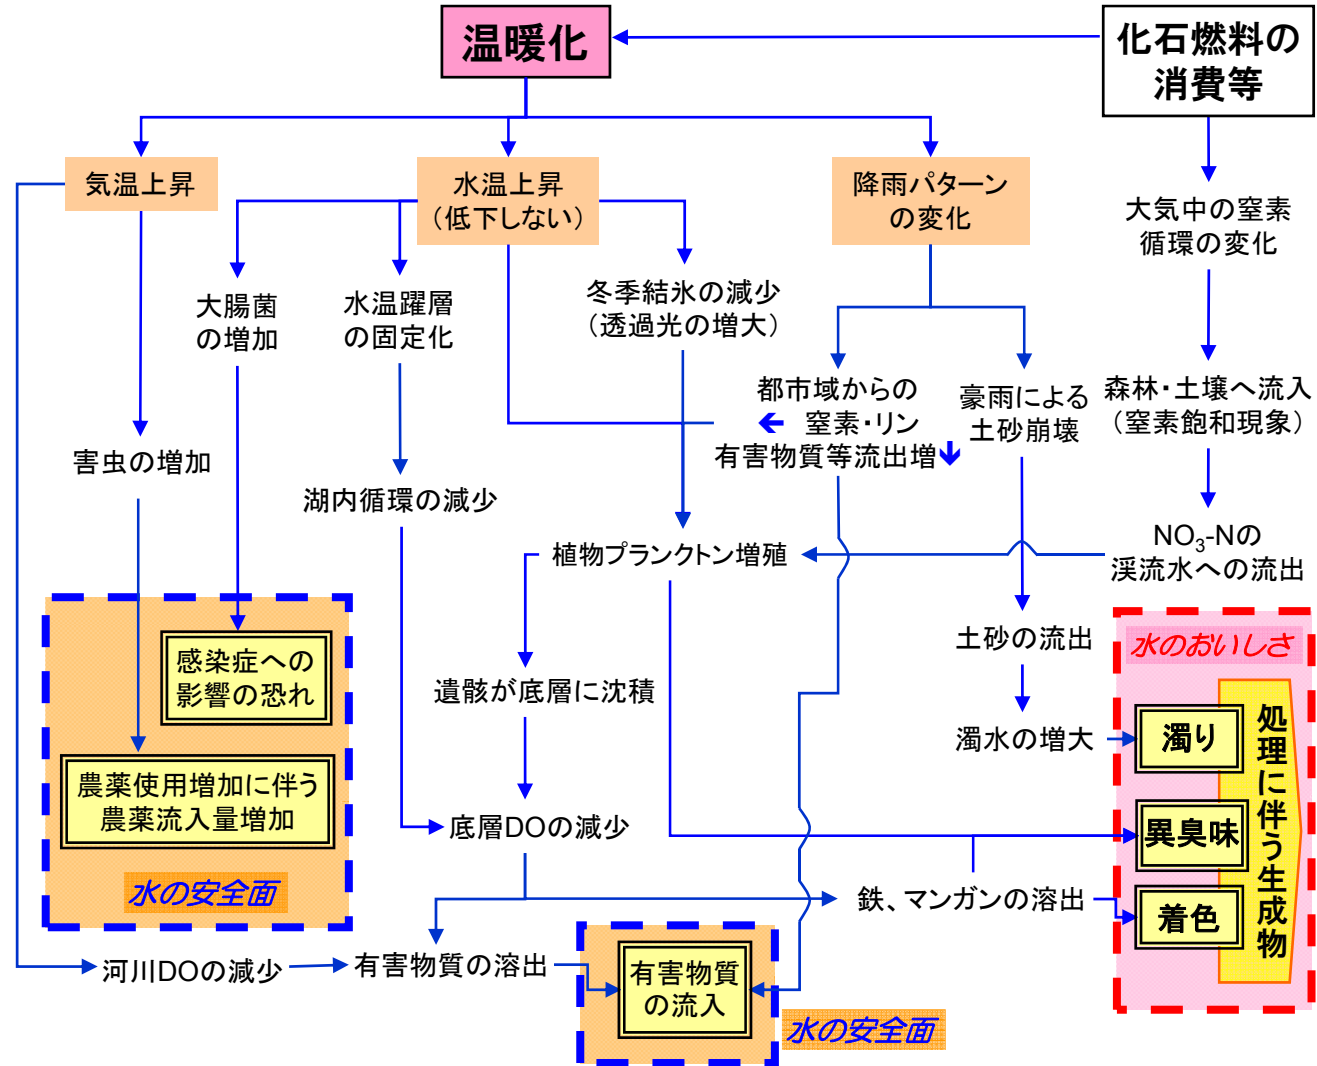 温暖化
化石燃料の
消費等
気温上昇
水温上昇
（低下しない）
降雨パターン
の変化
大気中の窒素
循環の変化
大腸菌
の増加
水温躍層
の固定化
冬季結氷の減少
（透過光の増大）
都市域からの
窒素・リン
有害物質等流出増
豪雨による
土砂崩壊
森林・土壌へ流入
（窒素飽和現象）
害虫の増加
湖内循環の減少
植物プランクトン増殖
NO₃-Nの
渓流水への流出
感染症への
影響の恐れ
遺骸が底層に沈積
土砂の流出
水のおいしさ
農薬使用増加に伴う
農薬流入量増加
水の安全面
底層DOの減少
濁水の増大
濁り
異臭味
着色
処理に伴う生成物
鉄、マンガンの溶出
河川DOの減少
有害物質の溶出
有害物質
の流入
水の安全面